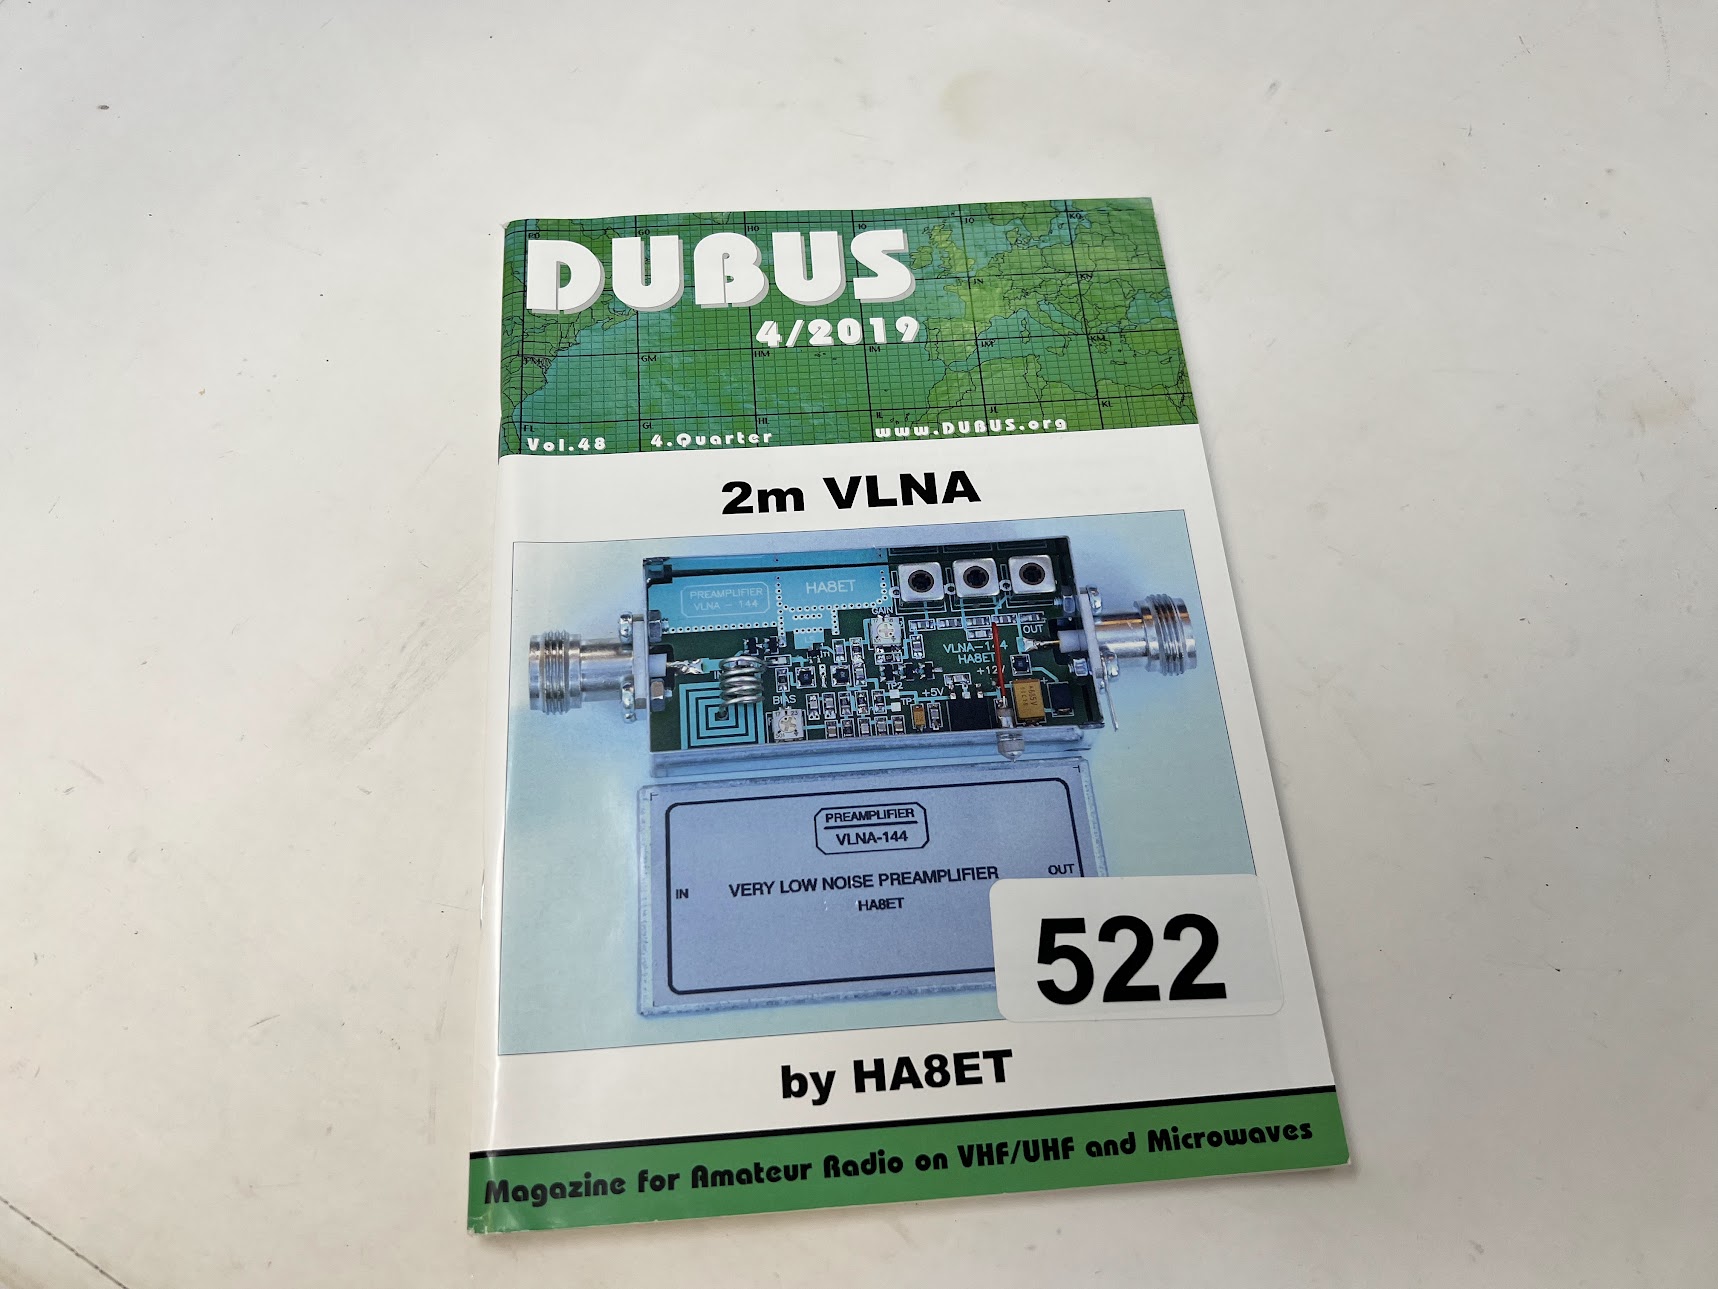 DUBUS
4/2019
Vol.48 4.Quarter www.DUBUS.org
2m VLNA
PREAMPLIFIER
VLNA - 144
HA8ET
GAIN
OUT
VLNA-144
HA8ET
+12V
BIAS
TP2
+5V
PREAMPLIFIER
VLNA-144
IN
VERY LOW NOISE PREAMPLIFIER
OUT
HA8ET
522
by HA8ET
Magazine for Amateur Radio on VHF/UHF and Microwaves